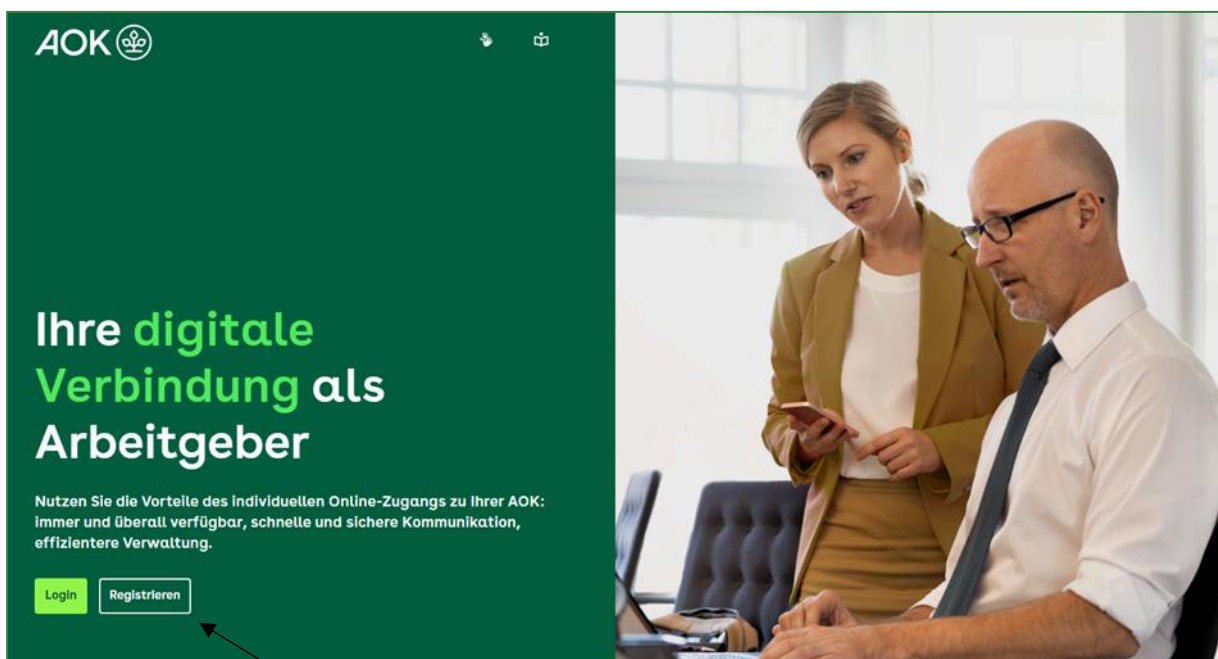 AOK
Ihre digitale
Verbindung als
Arbeitgeber
Nutzen Sie die Vorteile des individuellen Online-Zugangs zu Ihrer AOK:
immer und überall verfügbar, schnelle und sichere Kommunikation,
effizientere Verwaltung.
Login Registrieren